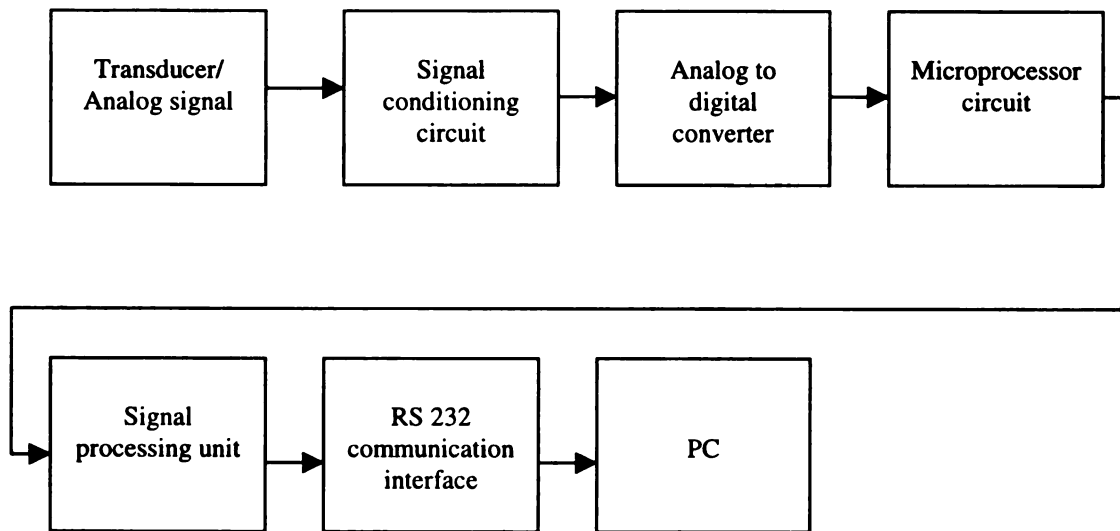 Transducer/
Analog signal
Signal
conditioning
circuit
Analog to
digital
converter
Microprocessor
circuit
Signal
processing unit
RS 232
communication
interface
PC